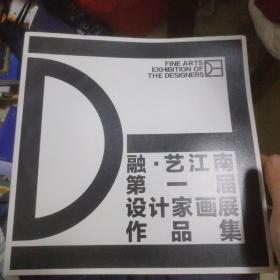 FINE ARTS
EXHIBITION OF
THE DESIGNERS
融·艺江南
第一届
设计家画展
作品集